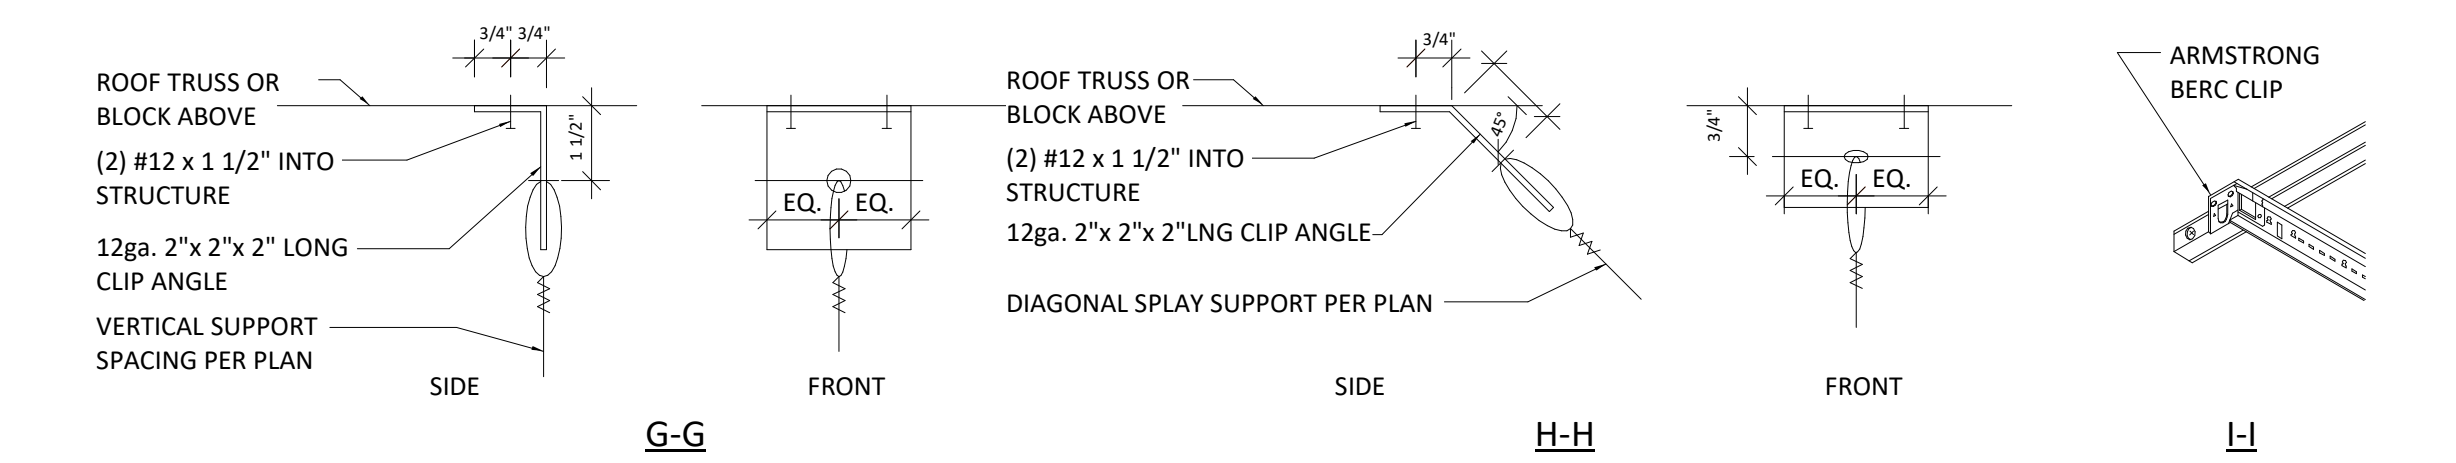 3/4" 3/4"
ROOF TRUSS OR
BLOCK ABOVE
1 1/2"
(2) #12 x 1 1/2" INTO
STRUCTURE
12ga. 2"x 2"x 2" LONG
CLIP ANGLE
VERTICAL SUPPORT
SPACING PER PLAN
SIDE
EQ. EQ.
FRONT
G-G
3/4"
ROOF TRUSS OR
BLOCK ABOVE
45°
(2) #12 x 1 1/2" INTO
STRUCTURE
12ga. 2"x 2"x 2"LNG CLIP ANGLE
DIAGONAL SPLAY SUPPORT PER PLAN
SIDE
3/4"
EQ. EQ.
FRONT
H-H
ARMSTRONG
BERC CLIP
I-I